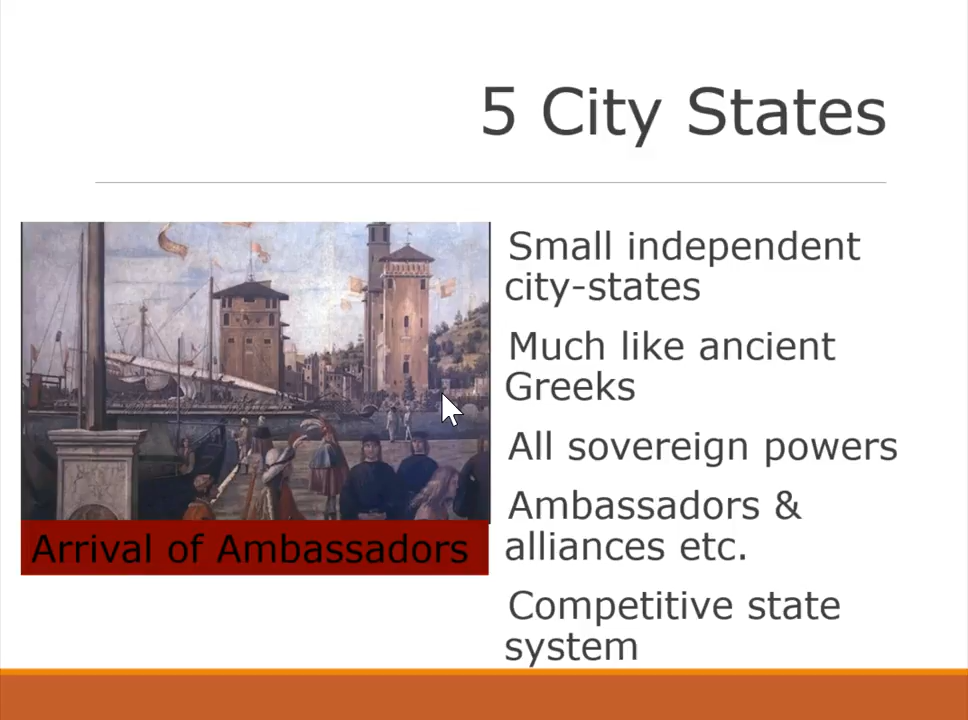 5 City States
Small independent
city-states
Much like ancient
Greeks
All sovereign powers
Ambassadors &
alliances etc.
Competitive state
system
Arrival of Ambassadors